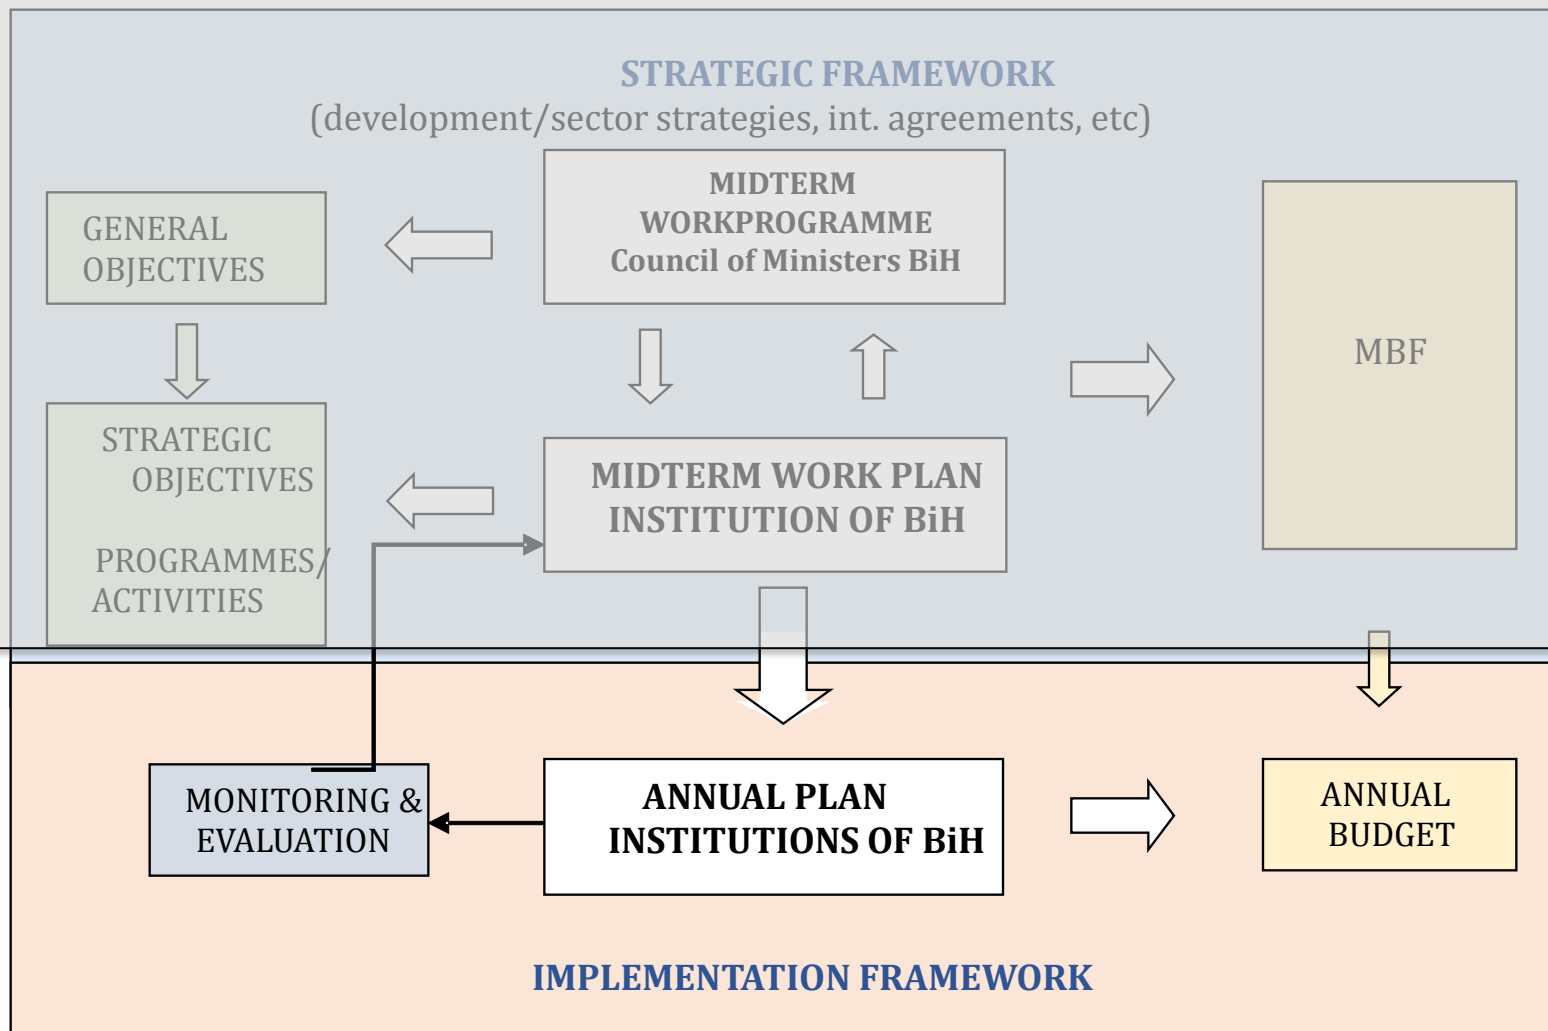 STRATEGIC FRAMEWORK
(development/sector strategies, int. agreements, etc)
MIDTERM
WORKPROGRAMME
Council of Ministers BiH
GENERAL
OBJECTIVES
MBF
STRATEGIC
OBJECTIVES
PROGRAMMES/
ACTIVITIES
MIDTERM WORK PLAN
INSTITUTION OF BiH
MONITORING &
EVALUATION
ANNUAL PLAN
INSTITUTIONS OF BiH
ANNUAL
BUDGET
IMPLEMENTATION FRAMEWORK